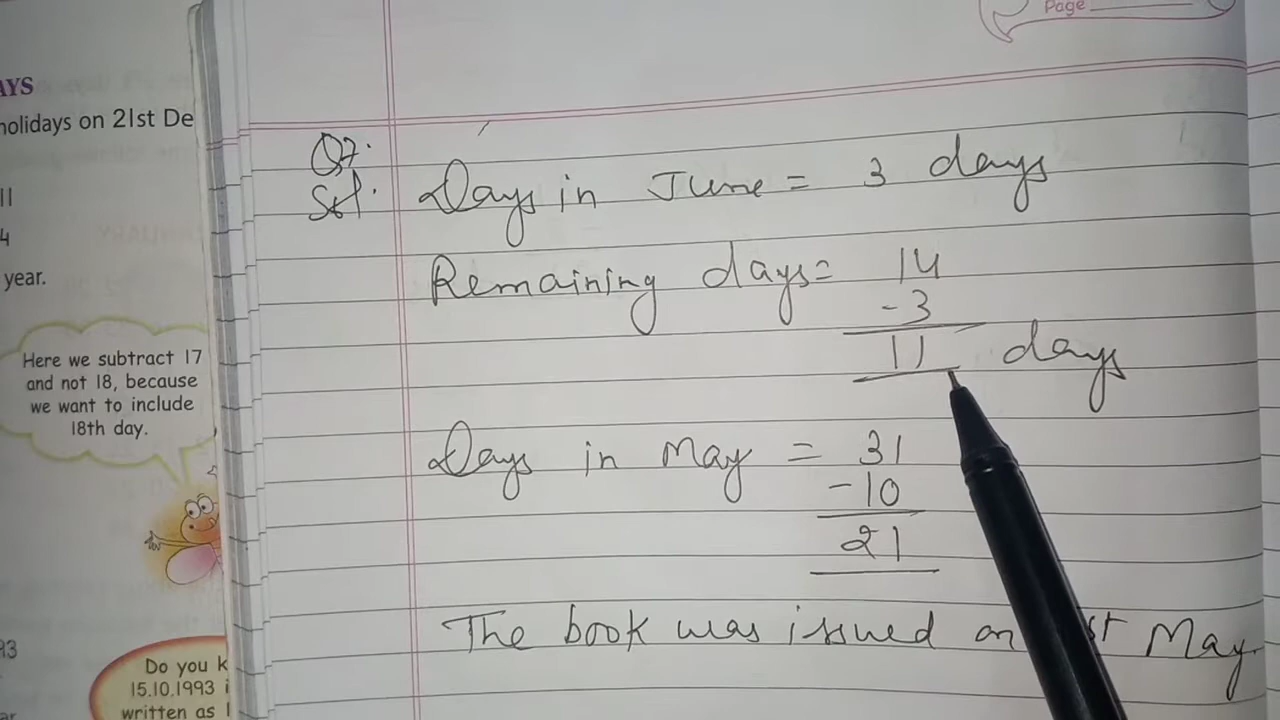 Page
AYS
holidays on 21st De
11
4
year.
Here we subtract 17
and not 18, because
we want to include
18th day.
93
Do you k
15.10.1993 i
written as
Q7.
Sol. Days in June = 3 days
Remaining days = 14
- 3
11 days
Days in May = 31
- 10
21
The book was issued on st May.